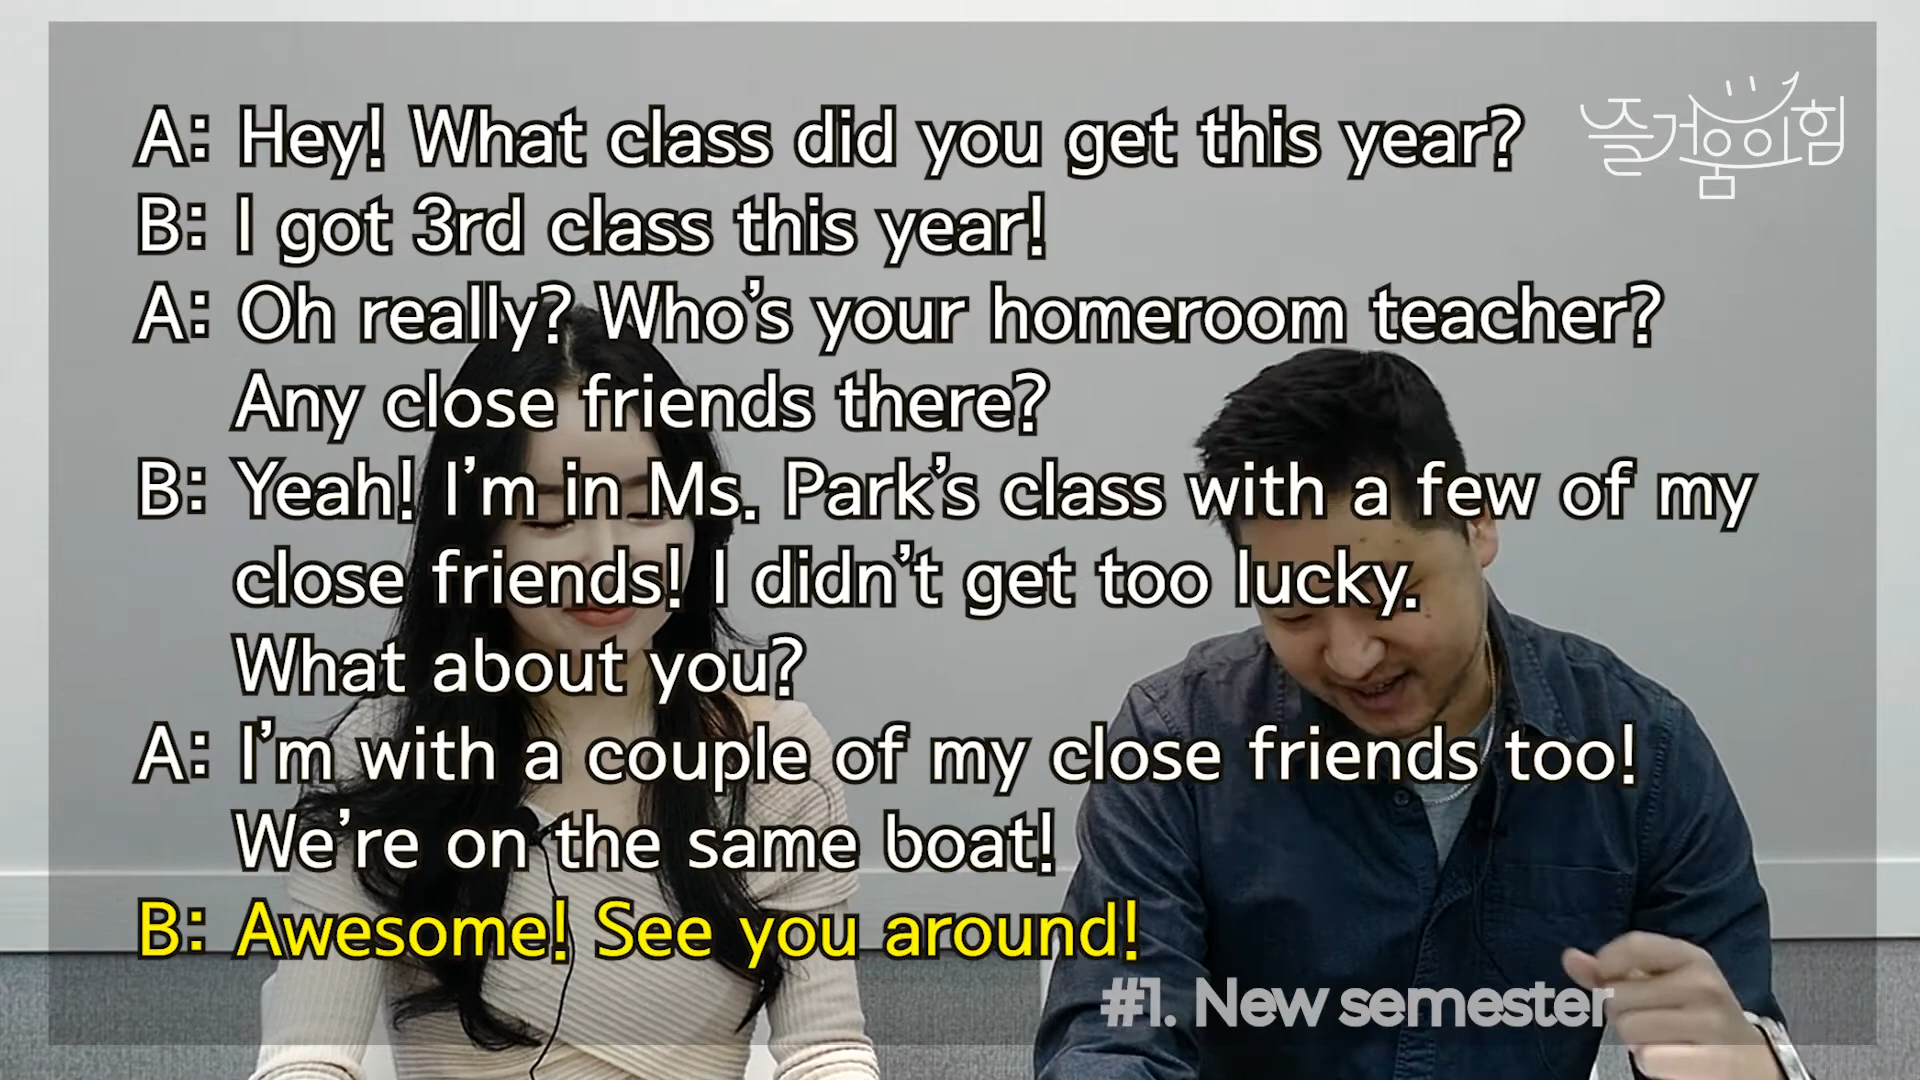 즐거움의힘
A: Hey! What class did you get this year?
B: I got 3rd class this year!
A: Oh really? Who's your homeroom teacher?
Any close friends there?
B: Yeah! I'm in Ms. Park's class with a few of my
close friends! I didn't get too lucky.
What about you?
A: I'm with a couple of my close friends too!
We're on the same boat!
B: Awesome! See you around!
#1. New semester